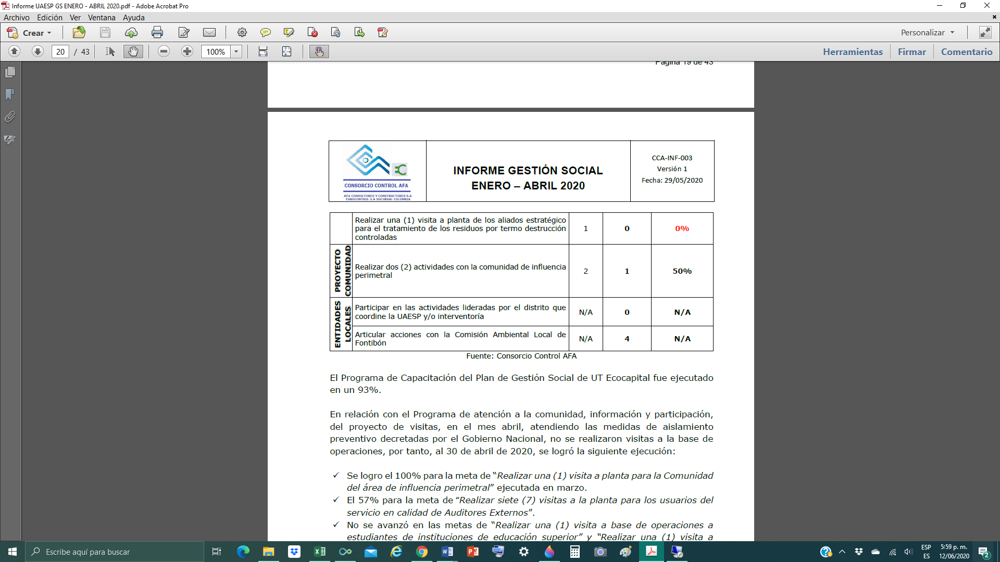 Informe UAESP GS ENERO - ABRIL 2020.pdf - Adobe Acrobat Pro
Archivo Edición Ver Ventana Ayuda
Crear
Personalizar
20 / 43
100%
Herramientas
Firmar
Comentario
Página 19 de 43
CONSORCIO CONTROL AFA
AFA CONSULTORES Y CONSTRUCTORES S.A
EUROCONTROL S.A SUCURSAL COLOMBIA
INFORME GESTIÓN SOCIAL
ENERO – ABRIL 2020
CCA-INF-003
Versión 1
Fecha: 29/05/2020
Realizar una (1) visita a planta de los aliados estratégico
para el tratamiento de los residuos por termo destrucción
controladas
1
0
0%
PROYECTO
COMUNIDAD
Realizar dos (2) actividades con la comunidad de influencia
perimetral
2
1
50%
ENTIDADES
LOCALES
Participar en las actividades lideradas por el distrito que
coordine la UAESP y/o interventoría
N/A
0
N/A
Articular acciones con la Comisión Ambiental Local de
Fontibón
N/A
4
N/A
Fuente: Consorcio Control AFA
El Programa de Capacitación del Plan de Gestión Social de UT Ecocapital fue ejecutado
en un 93%.
En relación con el Programa de atención a la comunidad, información y participación,
del proyecto de visitas, en el mes abril, atendiendo las medidas de aislamiento
preventivo decretadas por el Gobierno Nacional, no se realizaron visitas a la base de
operaciones, por tanto, al 30 de abril de 2020, se logró la siguiente ejecución:
✓ Se logro el 100% para la meta de “Realizar una (1) visita a planta para la Comunidad
del área de influencia perimetral” ejecutada en marzo.
✓ El 57% para la meta de “Realizar siete (7) visitas a la planta para los usuarios del
servicio en calidad de Auditores Externos”.
✓ No se avanzó en las metas de “Realizar una (1) visita a base de operaciones a
estudiantes de instituciones de educación superior” y “Realizar una (1) visita a
Escribe aquí para buscar
ESP
ES
5:59 p. m.
12/06/2020
2